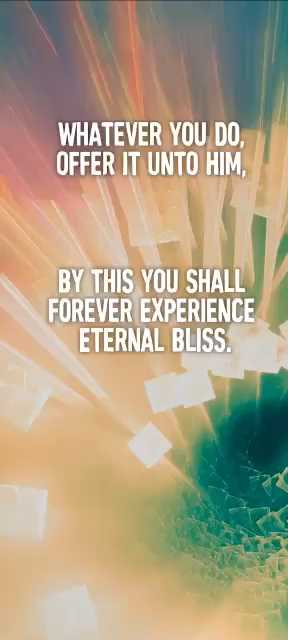 WHATEVER YOU DO,
OFFER IT UNTO HIM,
BY THIS YOU SHALL
FOREVER EXPERIENCE
ETERNAL BLISS.